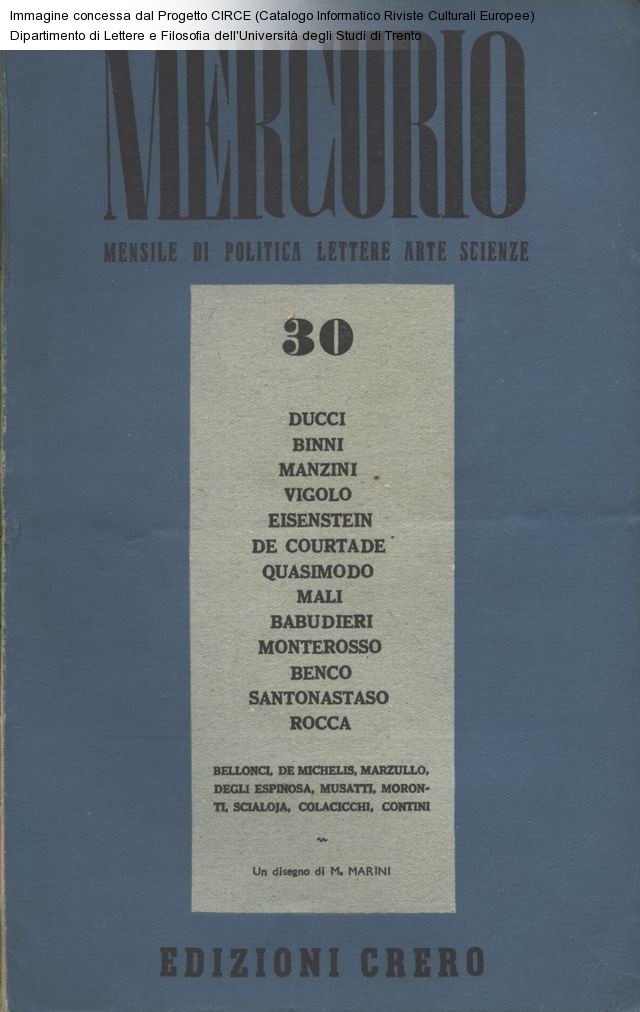 Immagine concessa dal Progetto CIRCE (Catalogo Informatico Riviste Culturali Europee)
Dipartimento di Lettere e Filosofia dell'Università degli Studi di Trento
MERCURIO
MENSILE DI POLITICA LETTERE ARTE SCIENZE
30
DUCCI
BINNI
MANZINI
VIGOLO
EISENSTEIN
DE COURTADE
QUASIMODO
MALI
BABUDIERI
MONTEROSSO
BENCO
SANTONASTASO
ROCCA
BELLONCI, DE MICHELIS, MARZULLO,
DEGLI ESPINOSA, MUSATTI, MORON-
TI, SCIALOJA, COLACICCHI, CONTINI
Un disegno di M. MARINI
EDIZIONI CRERO